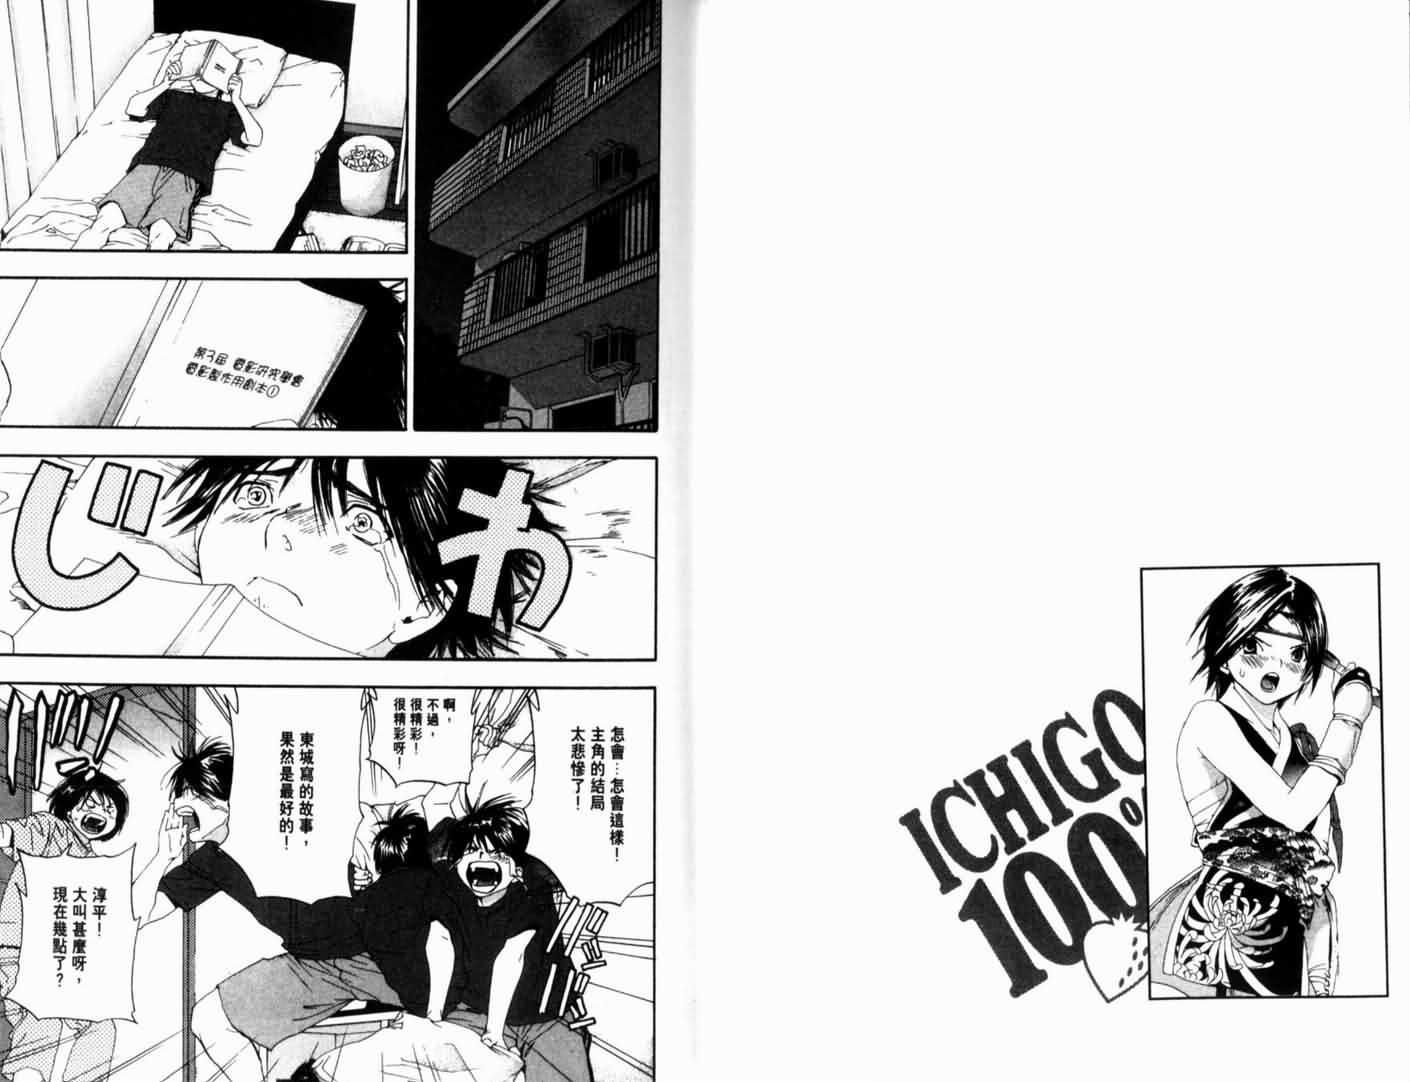 ICHIGO
100%
第3屆 電影研究學會
電影製作用劇本①
じわ
怎會…怎會這樣！
主角的結局
太悲慘了！
啊，
不過，
很精彩！
很精彩呀！
東城寫的故事，
果然是最好的！
淳平！
大叫甚麼呀，
現在幾點了？